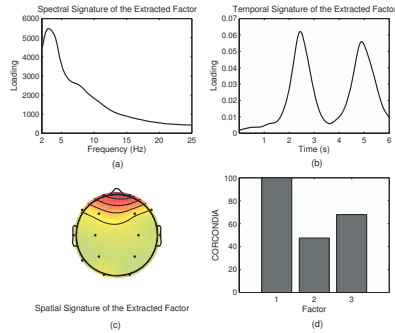 Spectral Signature of the Extracted Factor
6000
5000
4000
3000
2000
1000
0
Loading
2 5 10 15 20 25
Frequency (Hz)
(a)
Temporal Signature of the Extracted Factor
0.07
0.06
0.05
0.04
0.03
0.02
0.01
0
Loading
1 2 3 4 5 6
Time (s)
(b)
Spatial Signature of the Extracted Factor
(c)
100
80
60
40
20
0
CORCONDIA
1 2 3
Factor
(d)